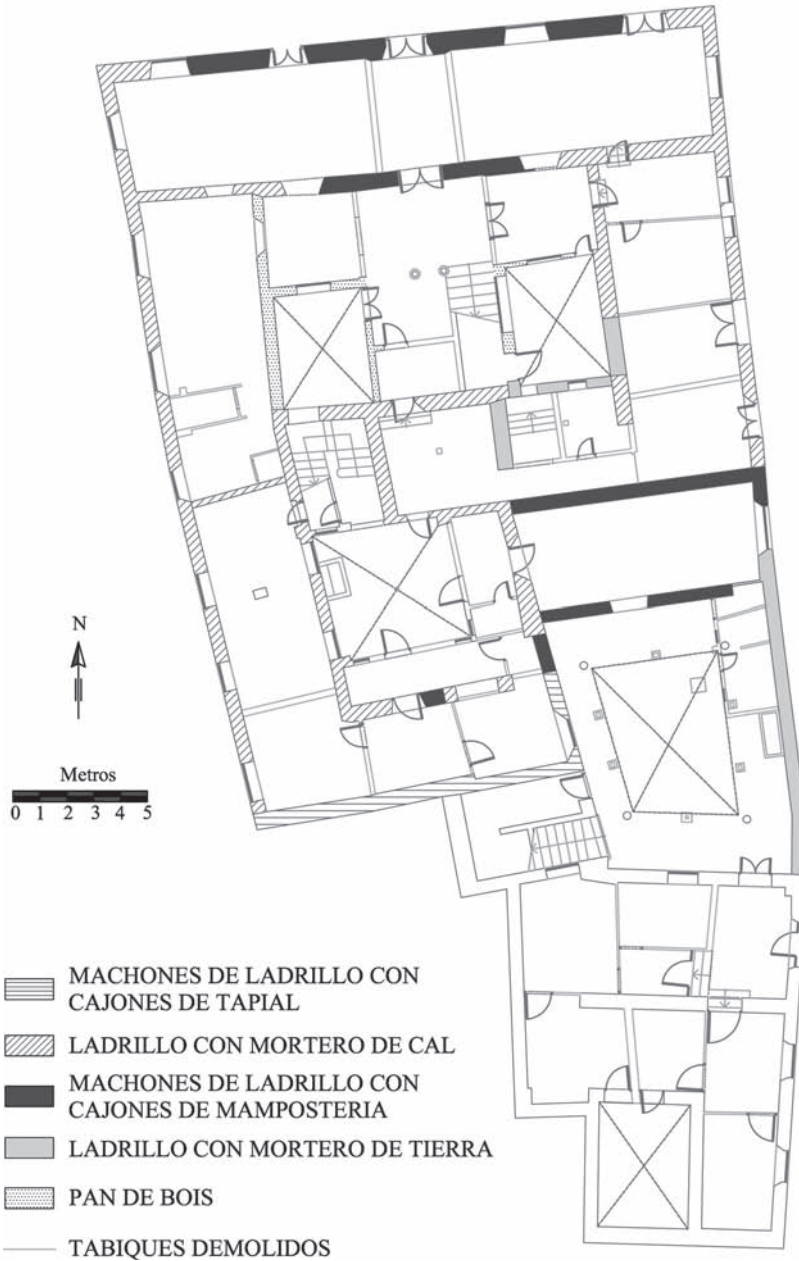 N
Metros
0 1 2 3 4 5
MACHONES DE LADRILLO CON
CAJONES DE TAPIAL
LADRILLO CON MORTERO DE CAL
MACHONES DE LADRILLO CON
CAJONES DE MAMPOSTERIA
LADRILLO CON MORTERO DE TIERRA
PAN DE BOIS
TABIQUES DEMOLIDOS